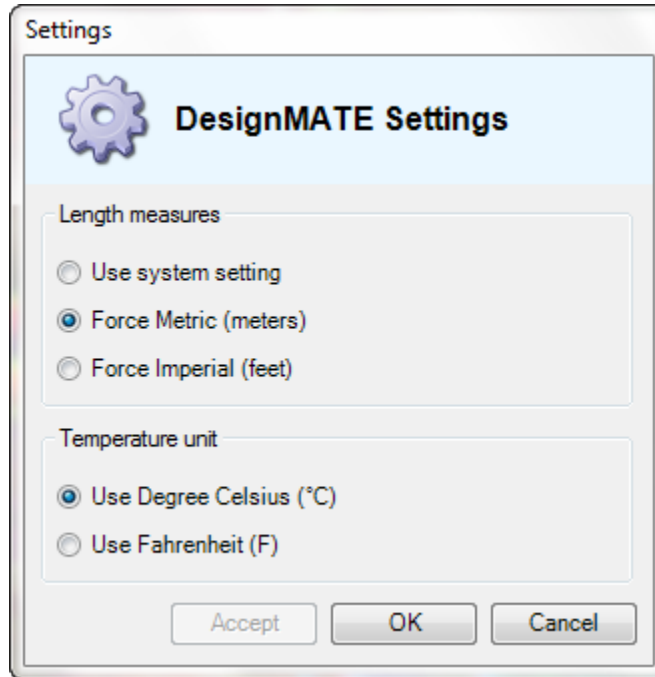 Settings
DesignMATE Settings
Length measures
Use system setting
Force Metric (meters)
Force Imperial (feet)
Temperature unit
Use Degree Celsius (°C)
Use Fahrenheit (F)
Accept OK Cancel